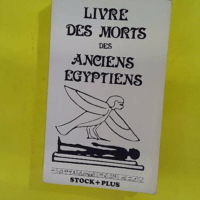 LIVRE
DES MORTS
DES
ANCIENS
EGYPTIENS
STOCK + PLUS